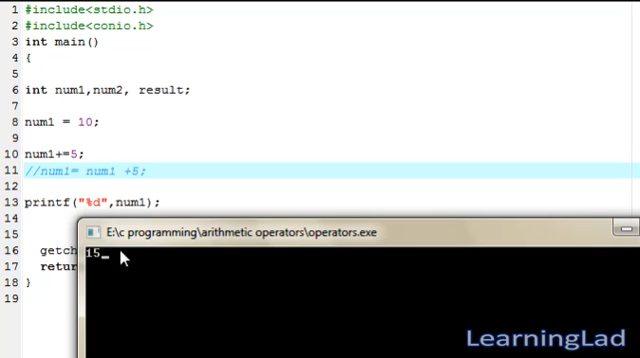 1 #include<stdio.h>
2 #include<conio.h>
3 int main()
4 {
5
6 int num1,num2, result;
7
8 num1 = 10;
9
10 num1+=5;
11 //num1= num1 +5;
12
13 printf("%d",num1);
14
15
16 getch
17 retur
18 }
19
E:\c programming\arithmetic operators\operators.exe
15_
LearningLad